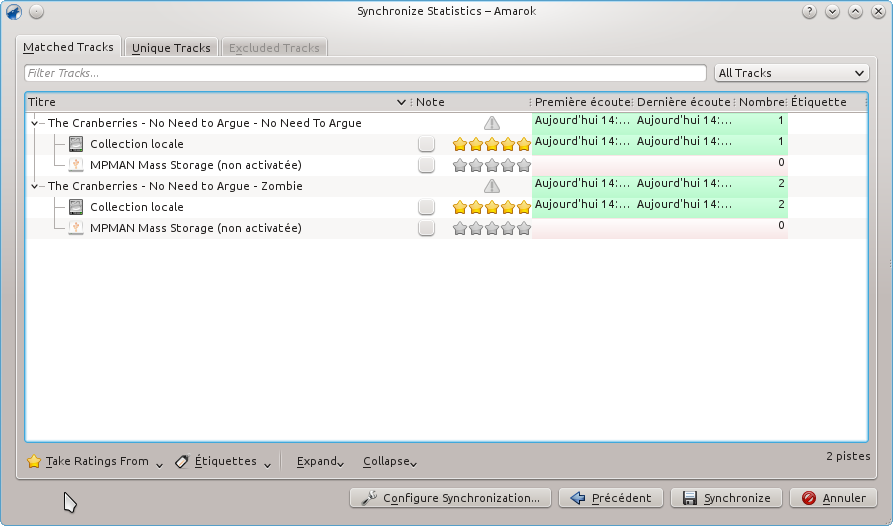 Synchronize Statistics – Amarok
Matched Tracks Unique Tracks Excluded Tracks
Filter Tracks... All Tracks
Titre Note Première écoute Dernière écoute Nombre Étiquette
The Cranberries - No Need to Argue - No Need To Argue Aujourd'hui 14:... Aujourd'hui 14:... 1
Collection locale Aujourd'hui 14:... Aujourd'hui 14:... 1
MPMAN Mass Storage (non activatée) 0
The Cranberries - No Need to Argue - Zombie Aujourd'hui 14:... Aujourd'hui 14:... 2
Collection locale Aujourd'hui 14:... Aujourd'hui 14:... 2
MPMAN Mass Storage (non activatée) 0
Take Ratings From Étiquettes Expand Collapse 2 pistes
Configure Synchronization... Précédent Synchronize Annuler